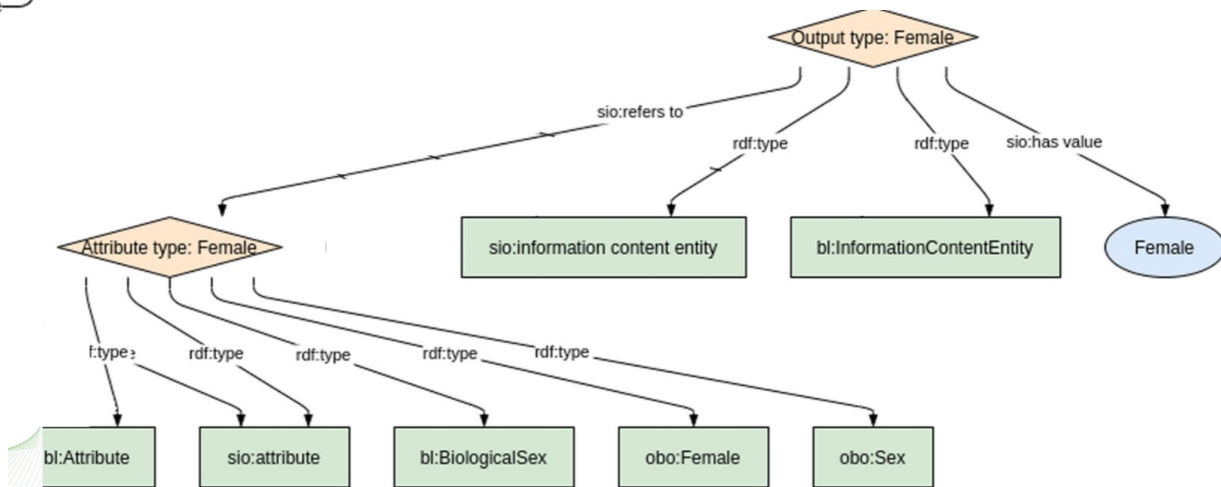 Output type: Female
sio:refers to
rdf:type
rdf:type
sio:has value
Attribute type: Female
sio:information content entity
bl:InformationContentEntity
Female
f:type
rdf:type
rdf:type
rdf:type
rdf:type
bl:Attribute
sio:attribute
bl:BiologicalSex
obo:Female
obo:Sex